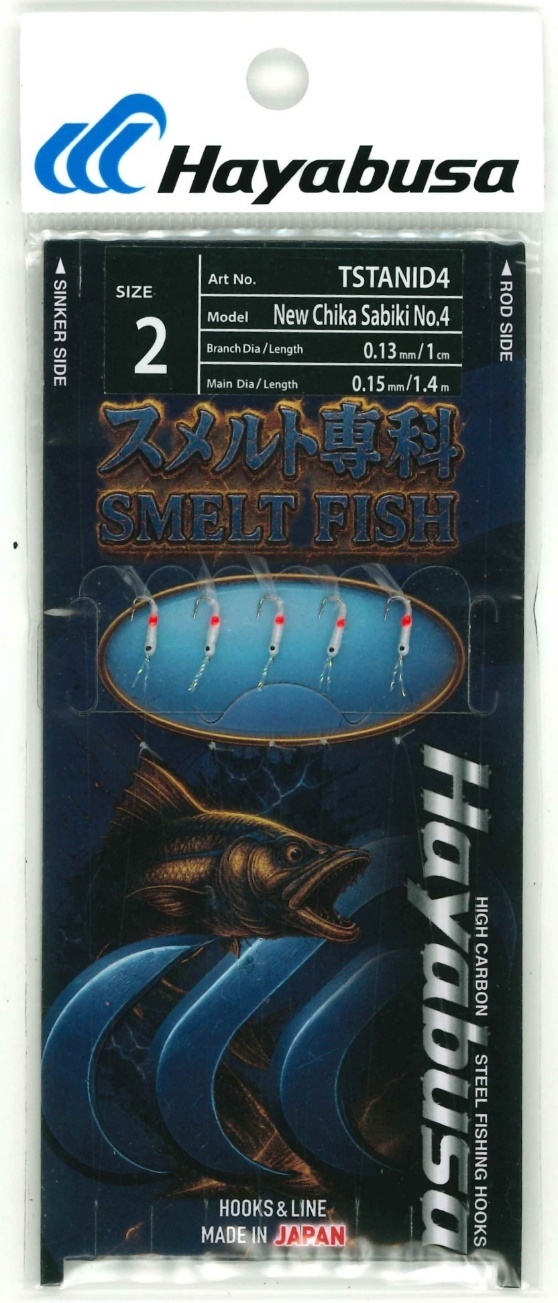 Hayabusa
SINKER SIDE
ROD SIDE
SIZE
2
Art No. TSTANID4
Model New Chika Sabiki No.4
Branch Dia / Length 0.13 mm / 1 cm
Main Dia / Length 0.15 mm / 1.4 m
スメルト専科
SMELT FISH
Hayabusa
HIGH CARBON STEEL FISHING HOOKS
HOOKS & LINE
MADE IN JAPAN